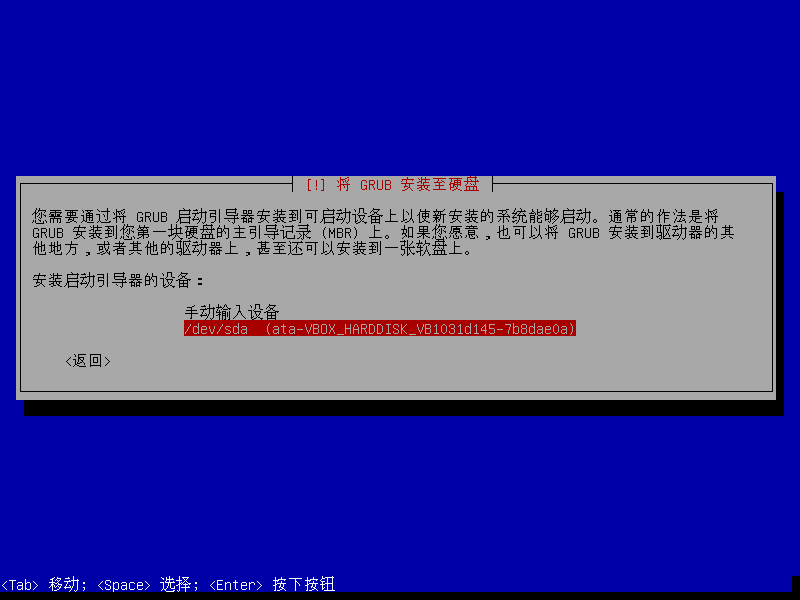 [!] 将 GRUB 安装至硬盘
您需要通过将 GRUB 启动引导器安装到可启动设备上以使新安装的系统能够启动。通常的作法是将
GRUB 安装到您第一块硬盘的主引导记录 (MBR) 上。如果您愿意，也可以将 GRUB 安装到驱动器的其
他地方，或者其他的驱动器上，甚至还可以安装到一张软盘上。
安装启动引导器的设备：
手动输入设备
/dev/sda  (ata-VBOX_HARDDISK_VB1031d145-7b8dae0a)
<返回>
<Tab> 移动; <Space> 选择; <Enter> 按下按钮